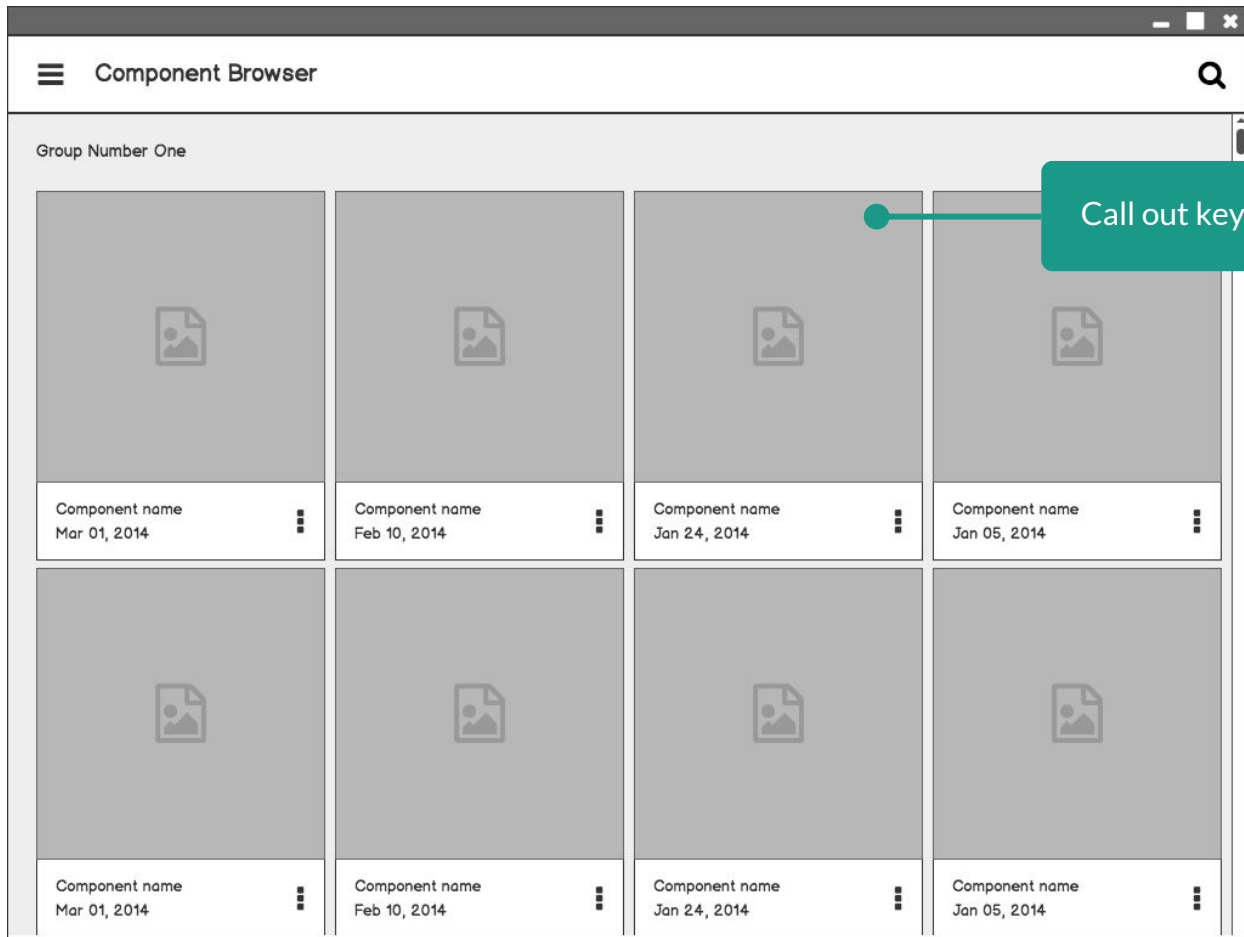 Component Browser
Group Number One
Call out key
Component name
Mar 01, 2014
Component name
Feb 10, 2014
Component name
Jan 24, 2014
Component name
Jan 05, 2014
Component name
Mar 01, 2014
Component name
Feb 10, 2014
Component name
Jan 24, 2014
Component name
Jan 05, 2014